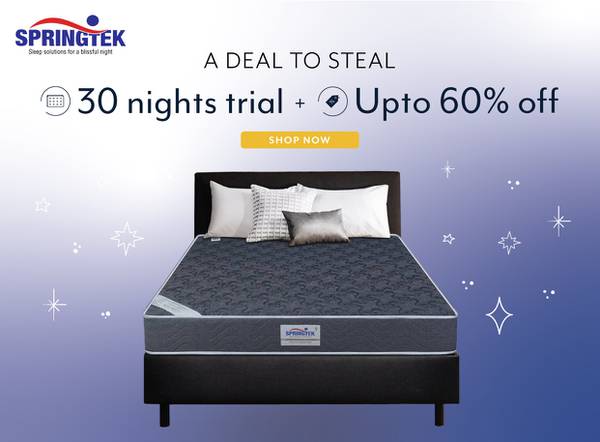 SPRINGTEK
Sleep solutions for a blissful night
A DEAL TO STEAL
30 nights trial + Upto 60% off
SHOP NOW
SPRINGTEK